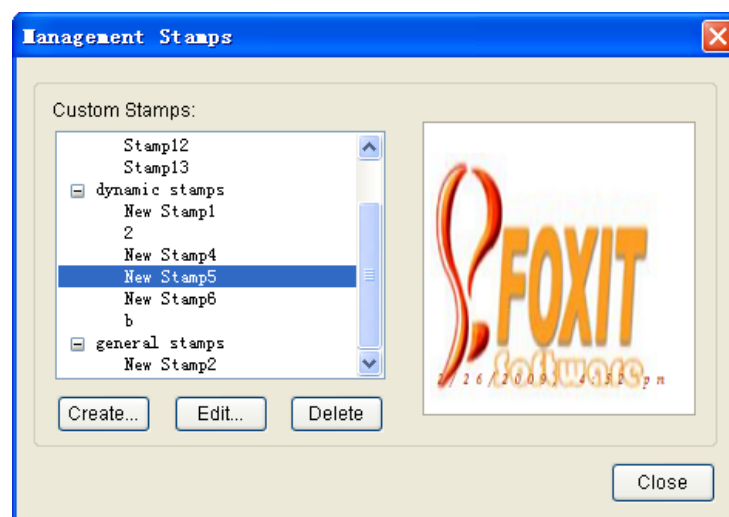 Management Stamps
Custom Stamps:
Stamp12
Stamp13
dynamic stamps
New Stamp1
2
New Stamp4
New Stamp5
New Stamp6
b
general stamps
New Stamp2
Create...
Edit...
Delete
FOXIT
Software
Close